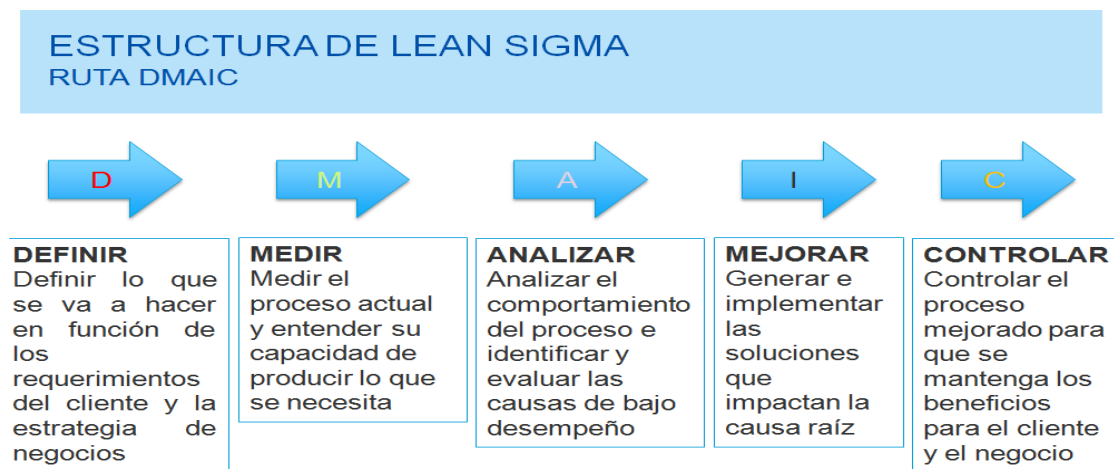 ESTRUCTURA DE LEAN SIGMA
RUTA DMAIC
D
M
A
I
C
DEFINIR
Definir lo que
se va a hacer
en función de
los
requerimientos
del cliente y la
estrategia de
negocios
MEDIR
Medir el
proceso actual
y entender su
capacidad de
producir lo que
se necesita
ANALIZAR
Analizar el
comportamiento
del proceso e
identificar y
evaluar las
causas de bajo
desempeño
MEJORAR
Generar e
implementar
las
soluciones
que
impactan la
causa raíz
CONTROLAR
Controlar el
proceso
mejorado para
que se
mantenga los
beneficios
para el cliente
y el negocio